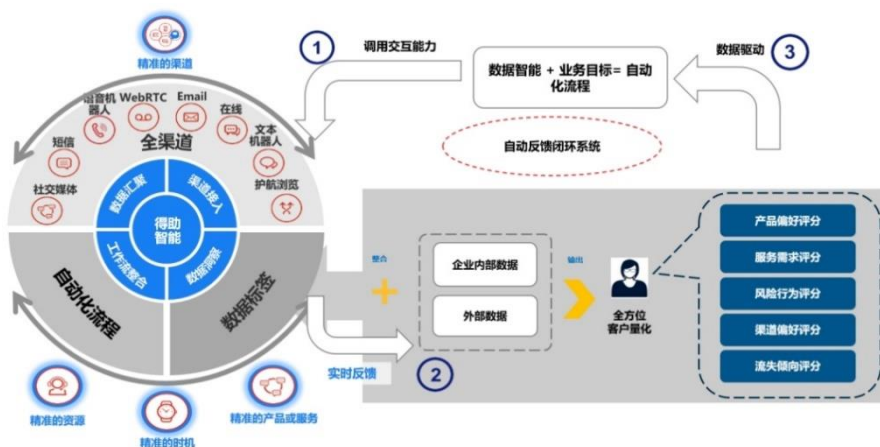 精准的渠道
语音机
器人
WebRTC
Email
在线
文本
机器人
短信
全渠道
社交媒体
护航浏览
数据汇聚
渠道接入
得助
智能
工作流整合
数据洞察
自动化流程
数据标签
精准的资源
精准的时机
精准的产品或服务
1
调用交互能力
数据智能 + 业务目标= 自动
化流程
数据驱动
3
自动反馈闭环系统
整合
+
企业内部数据
外部数据
输出
全方位
客户量化
实时反馈
2
产品偏好评分
服务需求评分
风险行为评分
渠道偏好评分
流失倾向评分